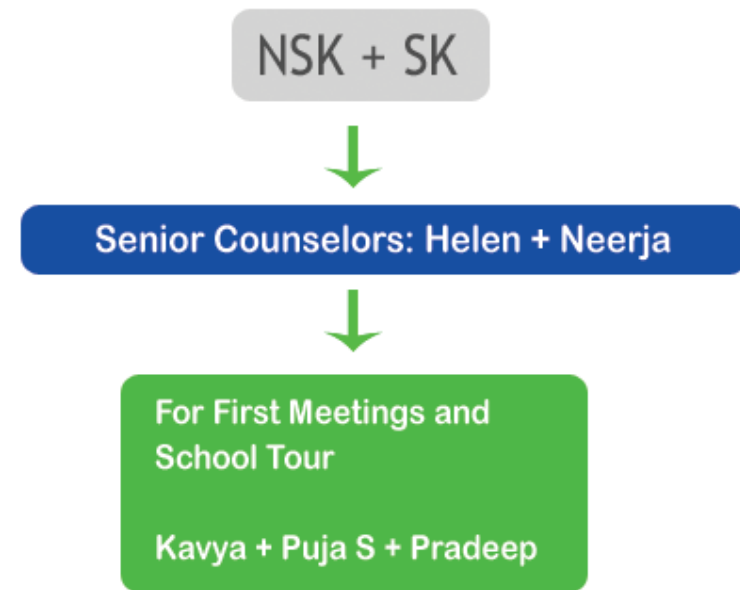 NSK + SK
Senior Counselors: Helen + Neerja
For First Meetings and
School Tour
Kavya + Puja S + Pradeep